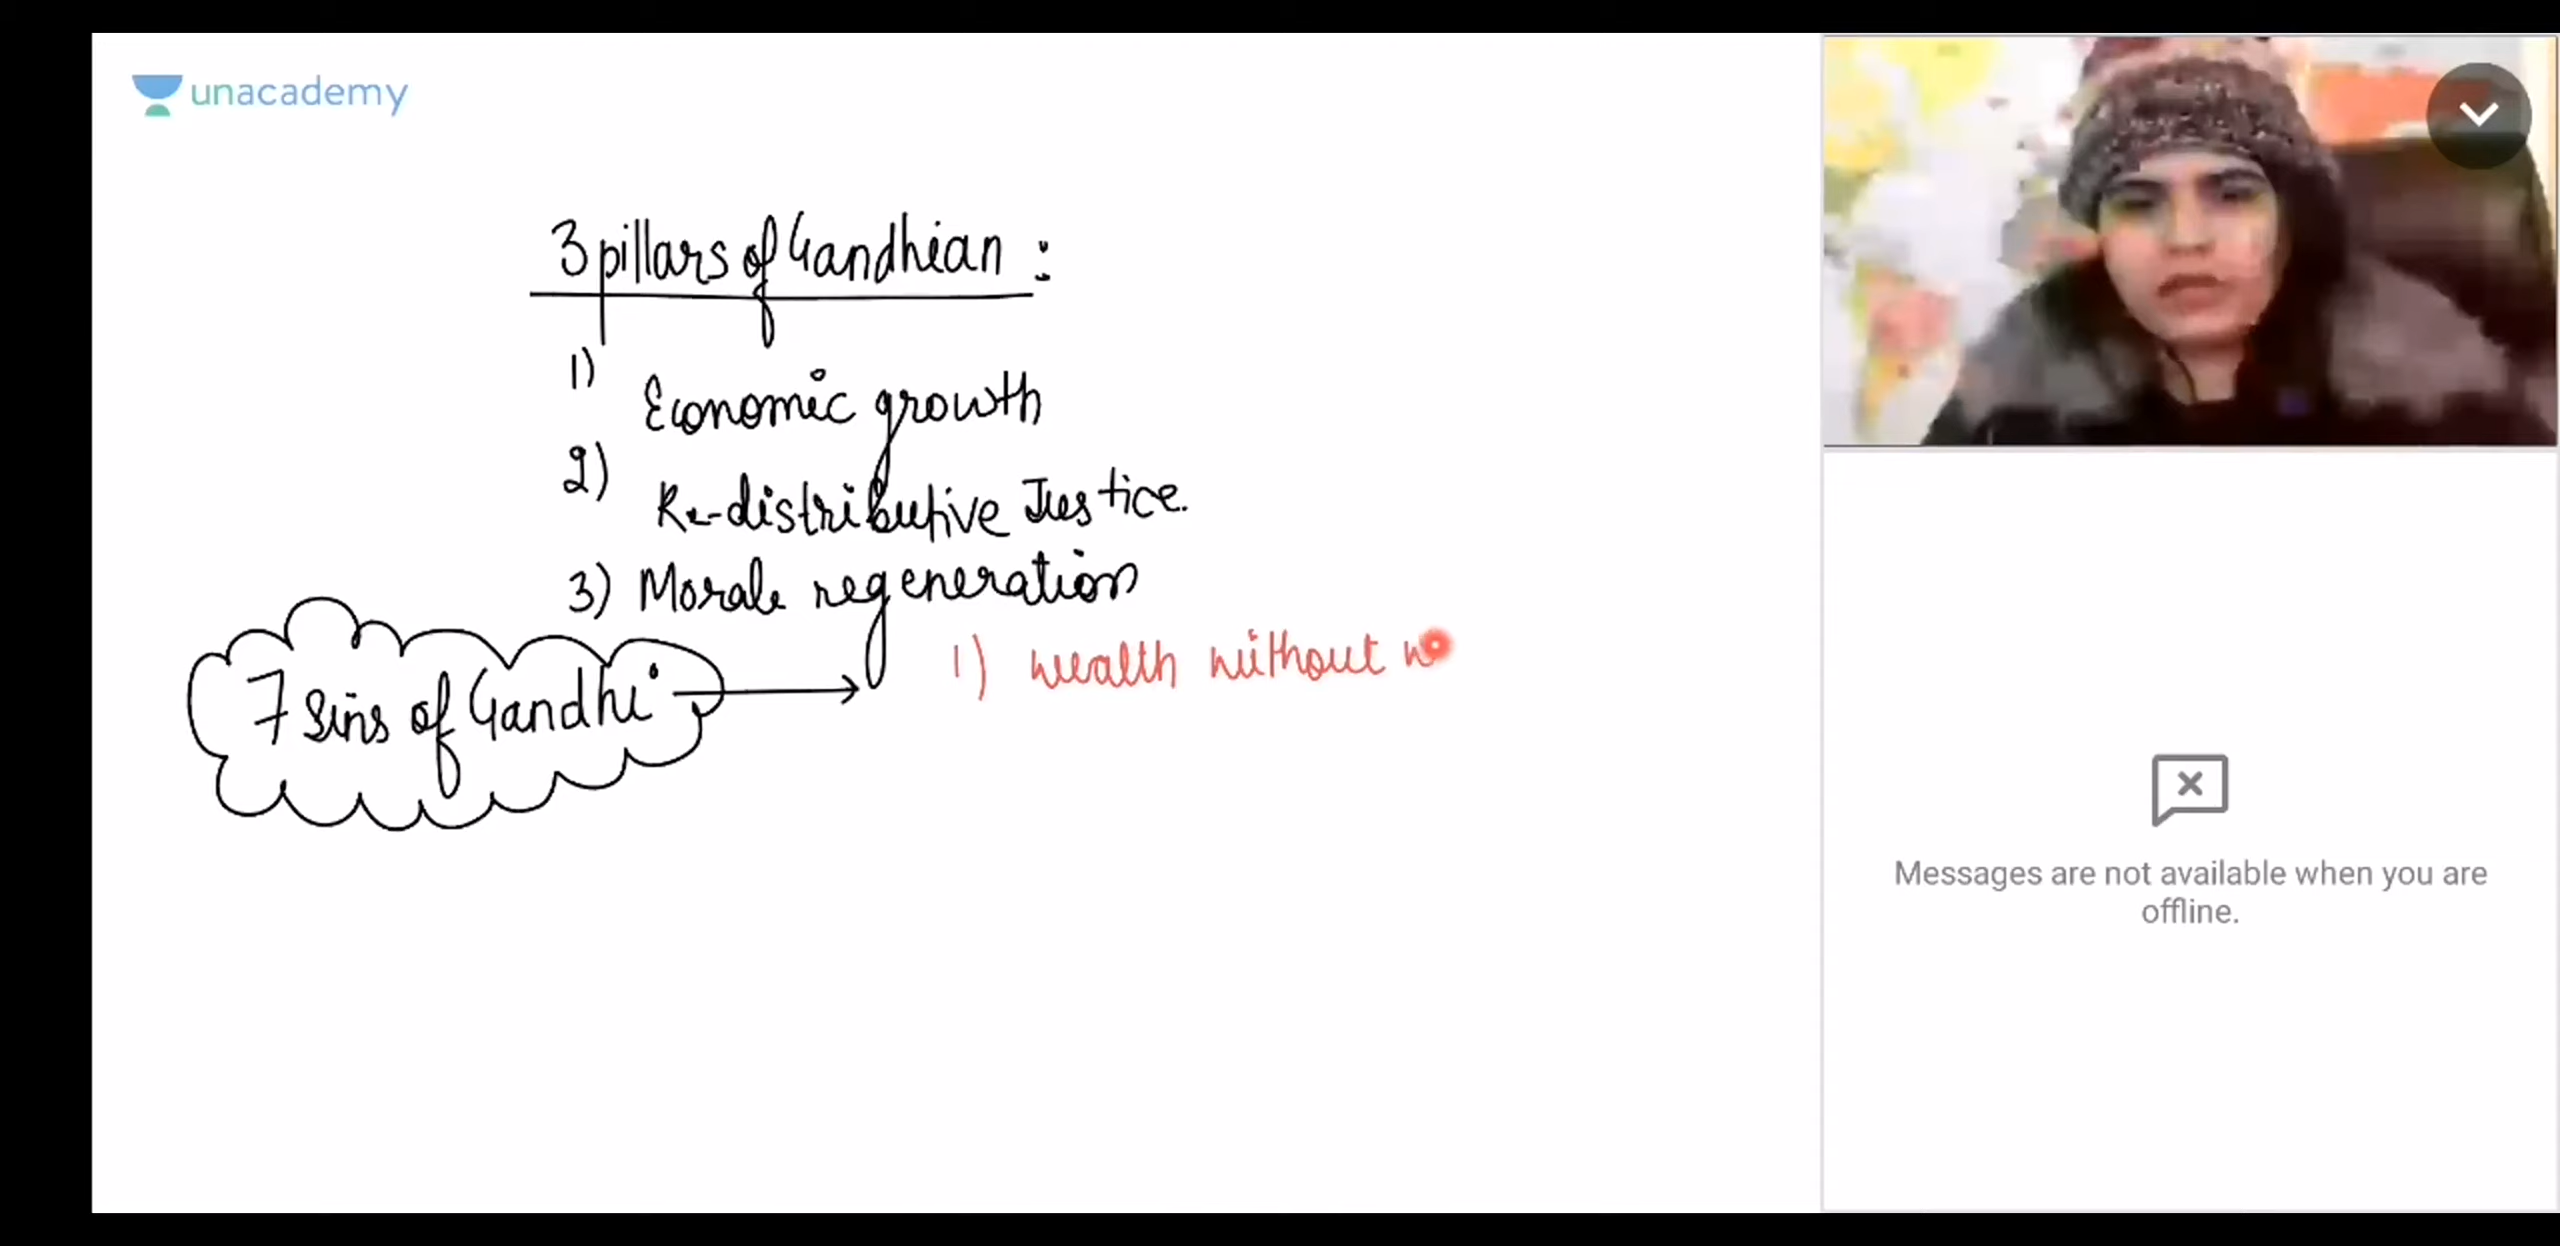 unacademy
3 pillars of Gandhian :
1) Economic growth
2) Re-distributive Justice.
3) Morale regeneration
7 Sins of Gandhi
1) wealth without w
Messages are not available when you are
offline.